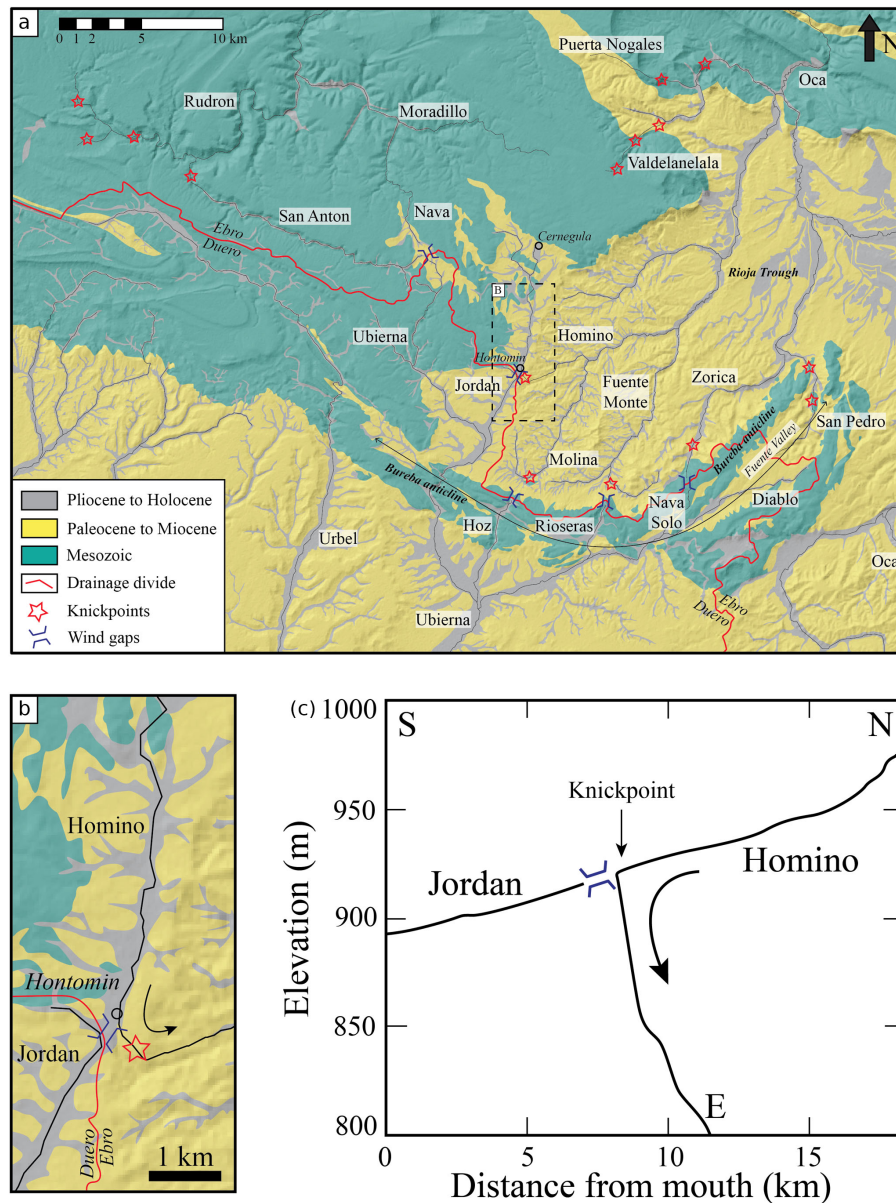 a
0 1 2 5 10 km
N
Puerta Nogales
Oca
Rudron
Moradillo
Valdelanelala
San Anton
Nava
Ebro
Duero
Cernegula
Rioja Trough
B
Ubierna
Homino
Hontomin
Jordan
Fuente
Monte
Zorica
San Pedro
Molina
Bureba anticline
Fuente Valley
Bureba anticline
Nava
Solo
Diablo
Hoz
Rioseras
Urbel
Oca
Ubierna
Ebro
Duero
Pliocene to Holocene
Paleocene to Miocene
Mesozoic
Drainage divide
Knickpoints
Wind gaps
b
Homino
Hontomin
Jordan
Duero
Ebro
1 km
(c)
1000
950
900
850
800
Elevation (m)
S
N
Knickpoint
Jordan
Homino
E
0 5 10 15
Distance from mouth (km)